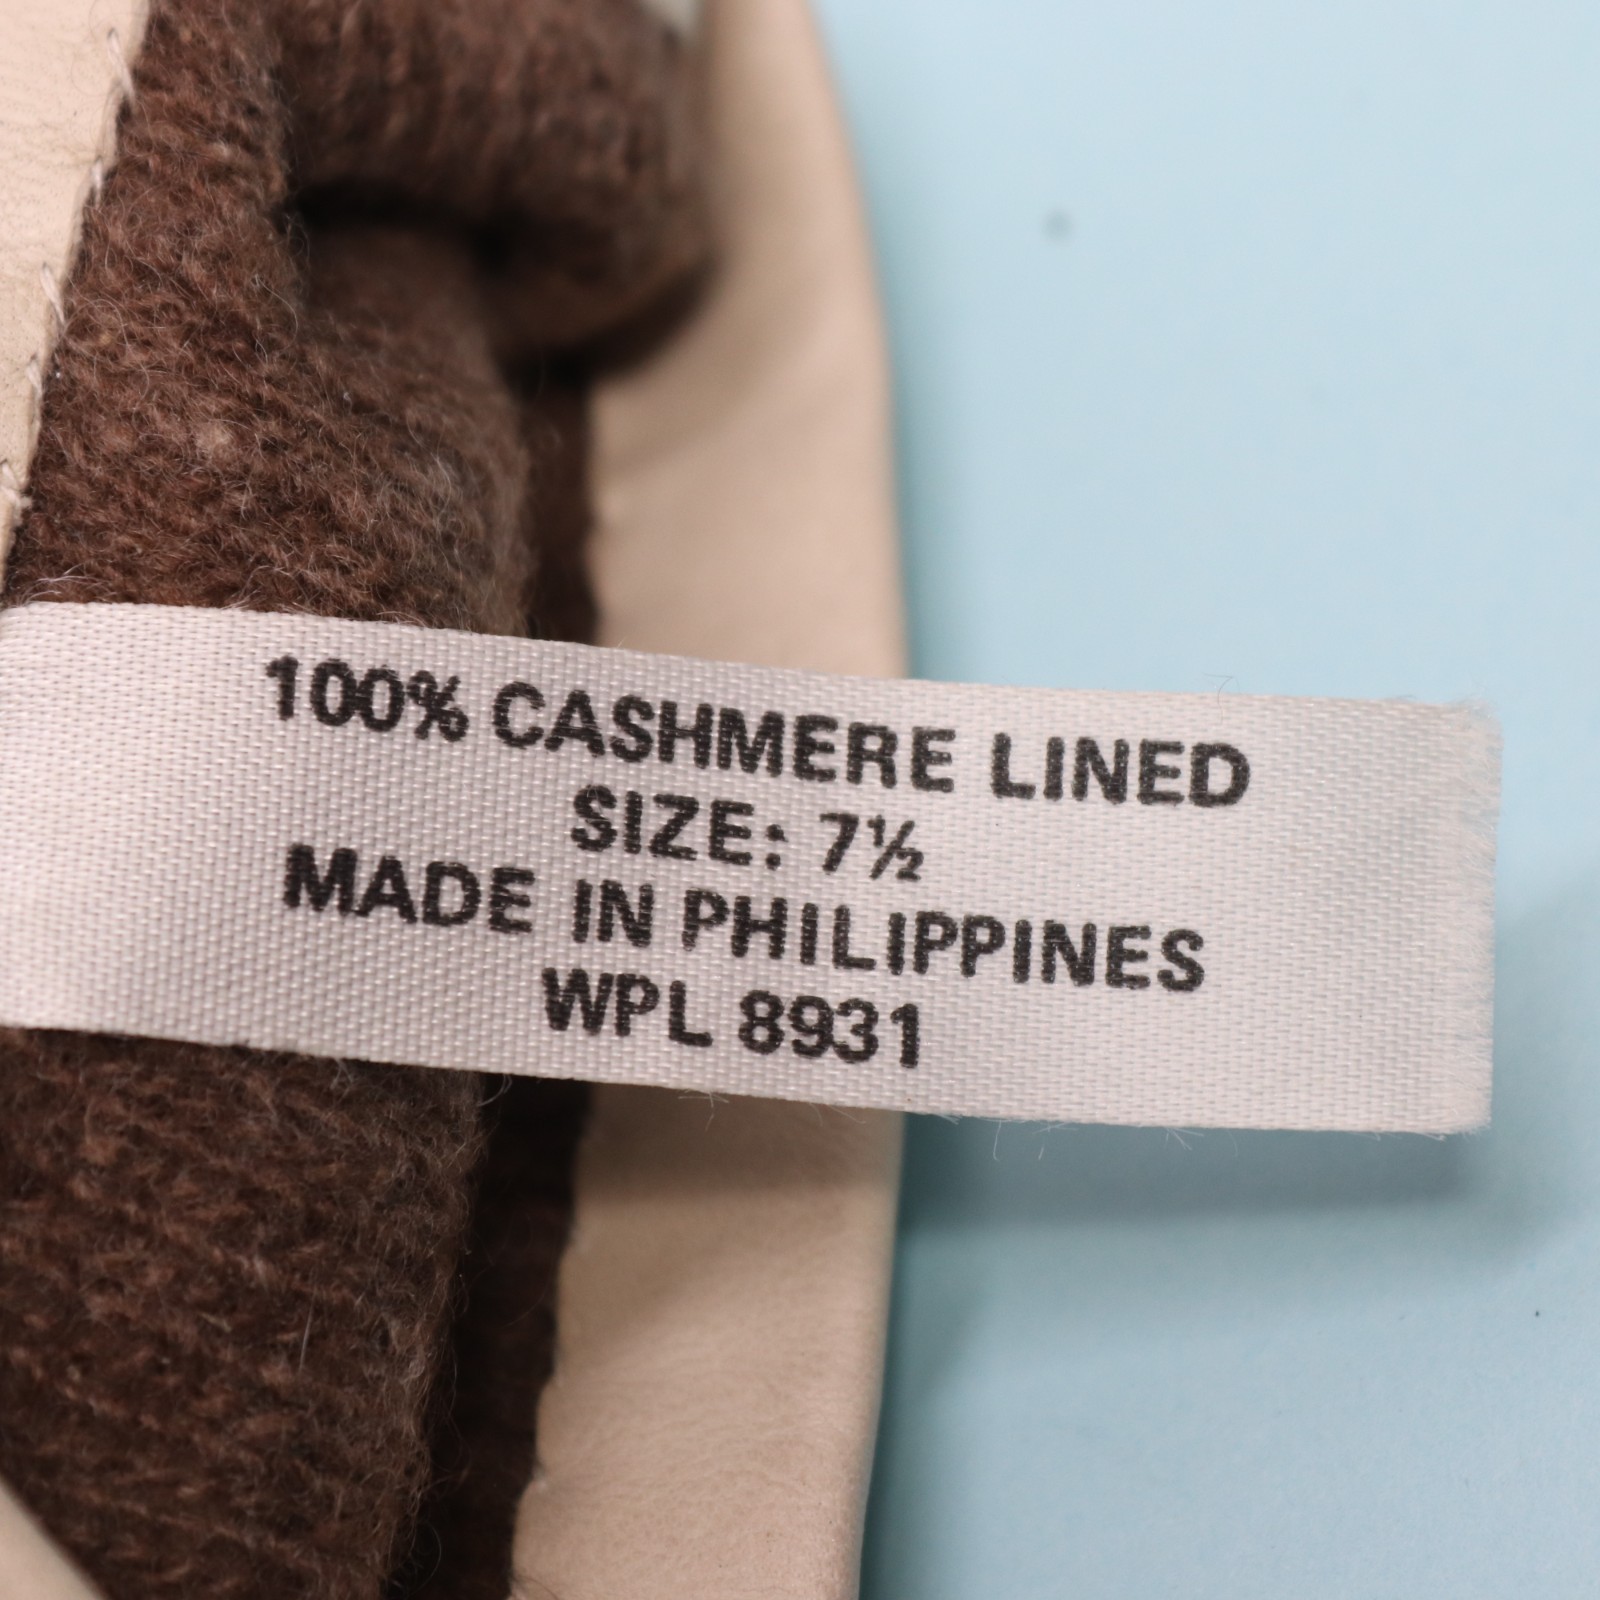 100% CASHMERE LINED
SIZE: 7½
MADE IN PHILIPPINES
WPL 8931